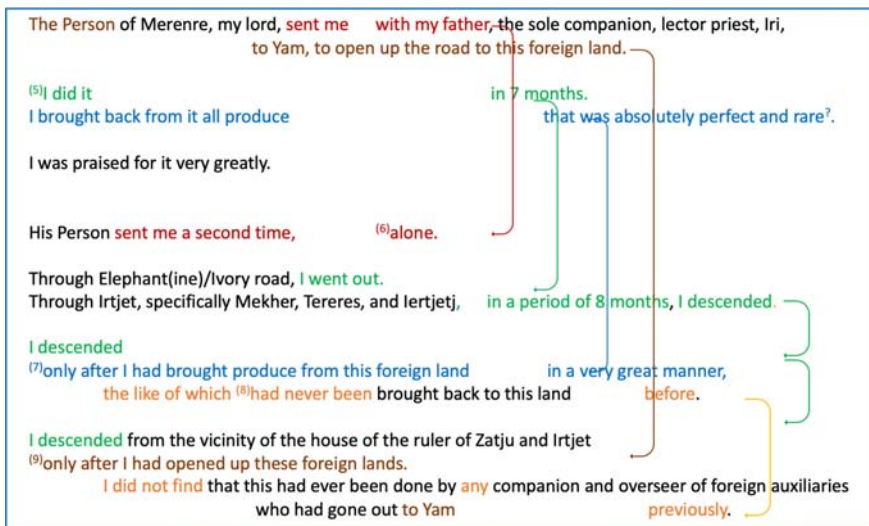 The Person of Merenre, my lord, sent me with my father, the sole companion, lector priest, Iri,
to Yam, to open up the road to this foreign land.
(5)I did it in 7 months.
I brought back from it all produce that was absolutely perfect and rare?.
I was praised for it very greatly.
His Person sent me a second time, (6)alone.
Through Elephant(ine)/Ivory road, I went out.
Through Irtjet, specifically Mekher, Tereres, and Iertjetj, in a period of 8 months, I descended.
I descended
(7)only after I had brought produce from this foreign land in a very great manner,
the like of which (8)had never been brought back to this land before.
I descended from the vicinity of the house of the ruler of Zatju and Irtjet
(9)only after I had opened up these foreign lands.
I did not find that this had ever been done by any companion and overseer of foreign auxiliaries
who had gone out to Yam previously.